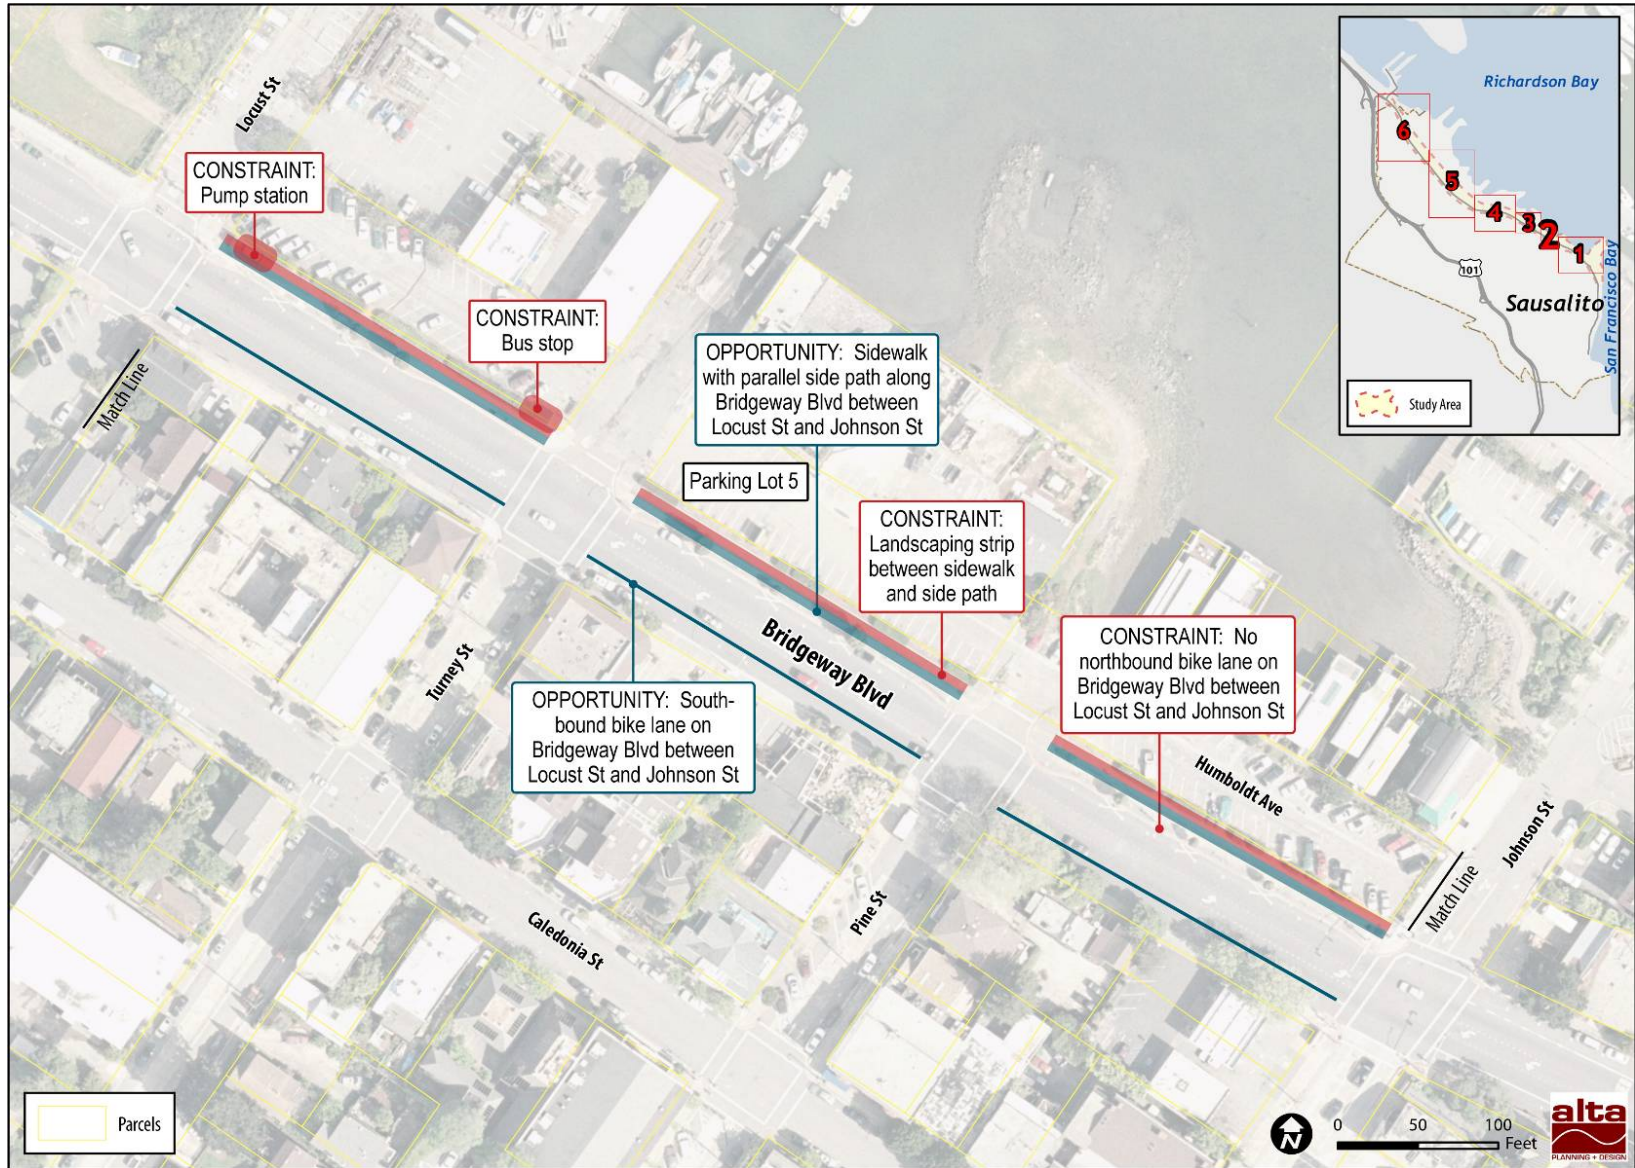 Locust St
CONSTRAINT:
Pump station
CONSTRAINT:
Bus stop
Match Line
OPPORTUNITY: Sidewalk
with parallel side path along
Bridgeway Blvd between
Locust St and Johnson St
Parking Lot 5
CONSTRAINT:
Landscaping strip
between sidewalk
and side path
CONSTRAINT: No
northbound bike lane on
Bridgeway Blvd between
Locust St and Johnson St
Bridgeway Blvd
Turney St
OPPORTUNITY: South-
bound bike lane on
Bridgeway Blvd between
Locust St and Johnson St
Humboldt Ave
Johnson St
Match Line
Pine St
Caledonia St
Richardson Bay
6
5
4
3
2
1
101
Sausalito
San Francisco Bay
Study Area
Parcels
N
0 50 100
Feet
alta
PLANNING + DESIGN